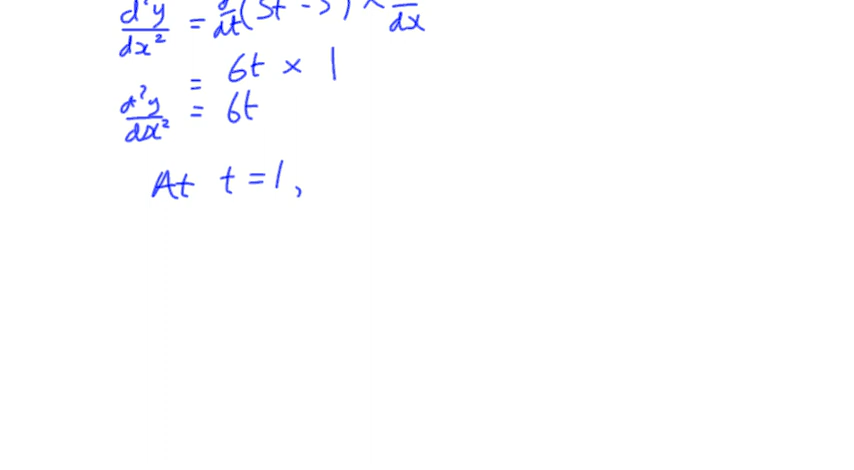 d²y/dx² = d/dt(3t² - 3) × dt/dx
= 6t × 1
d²y/dx² = 6t
At t = 1,